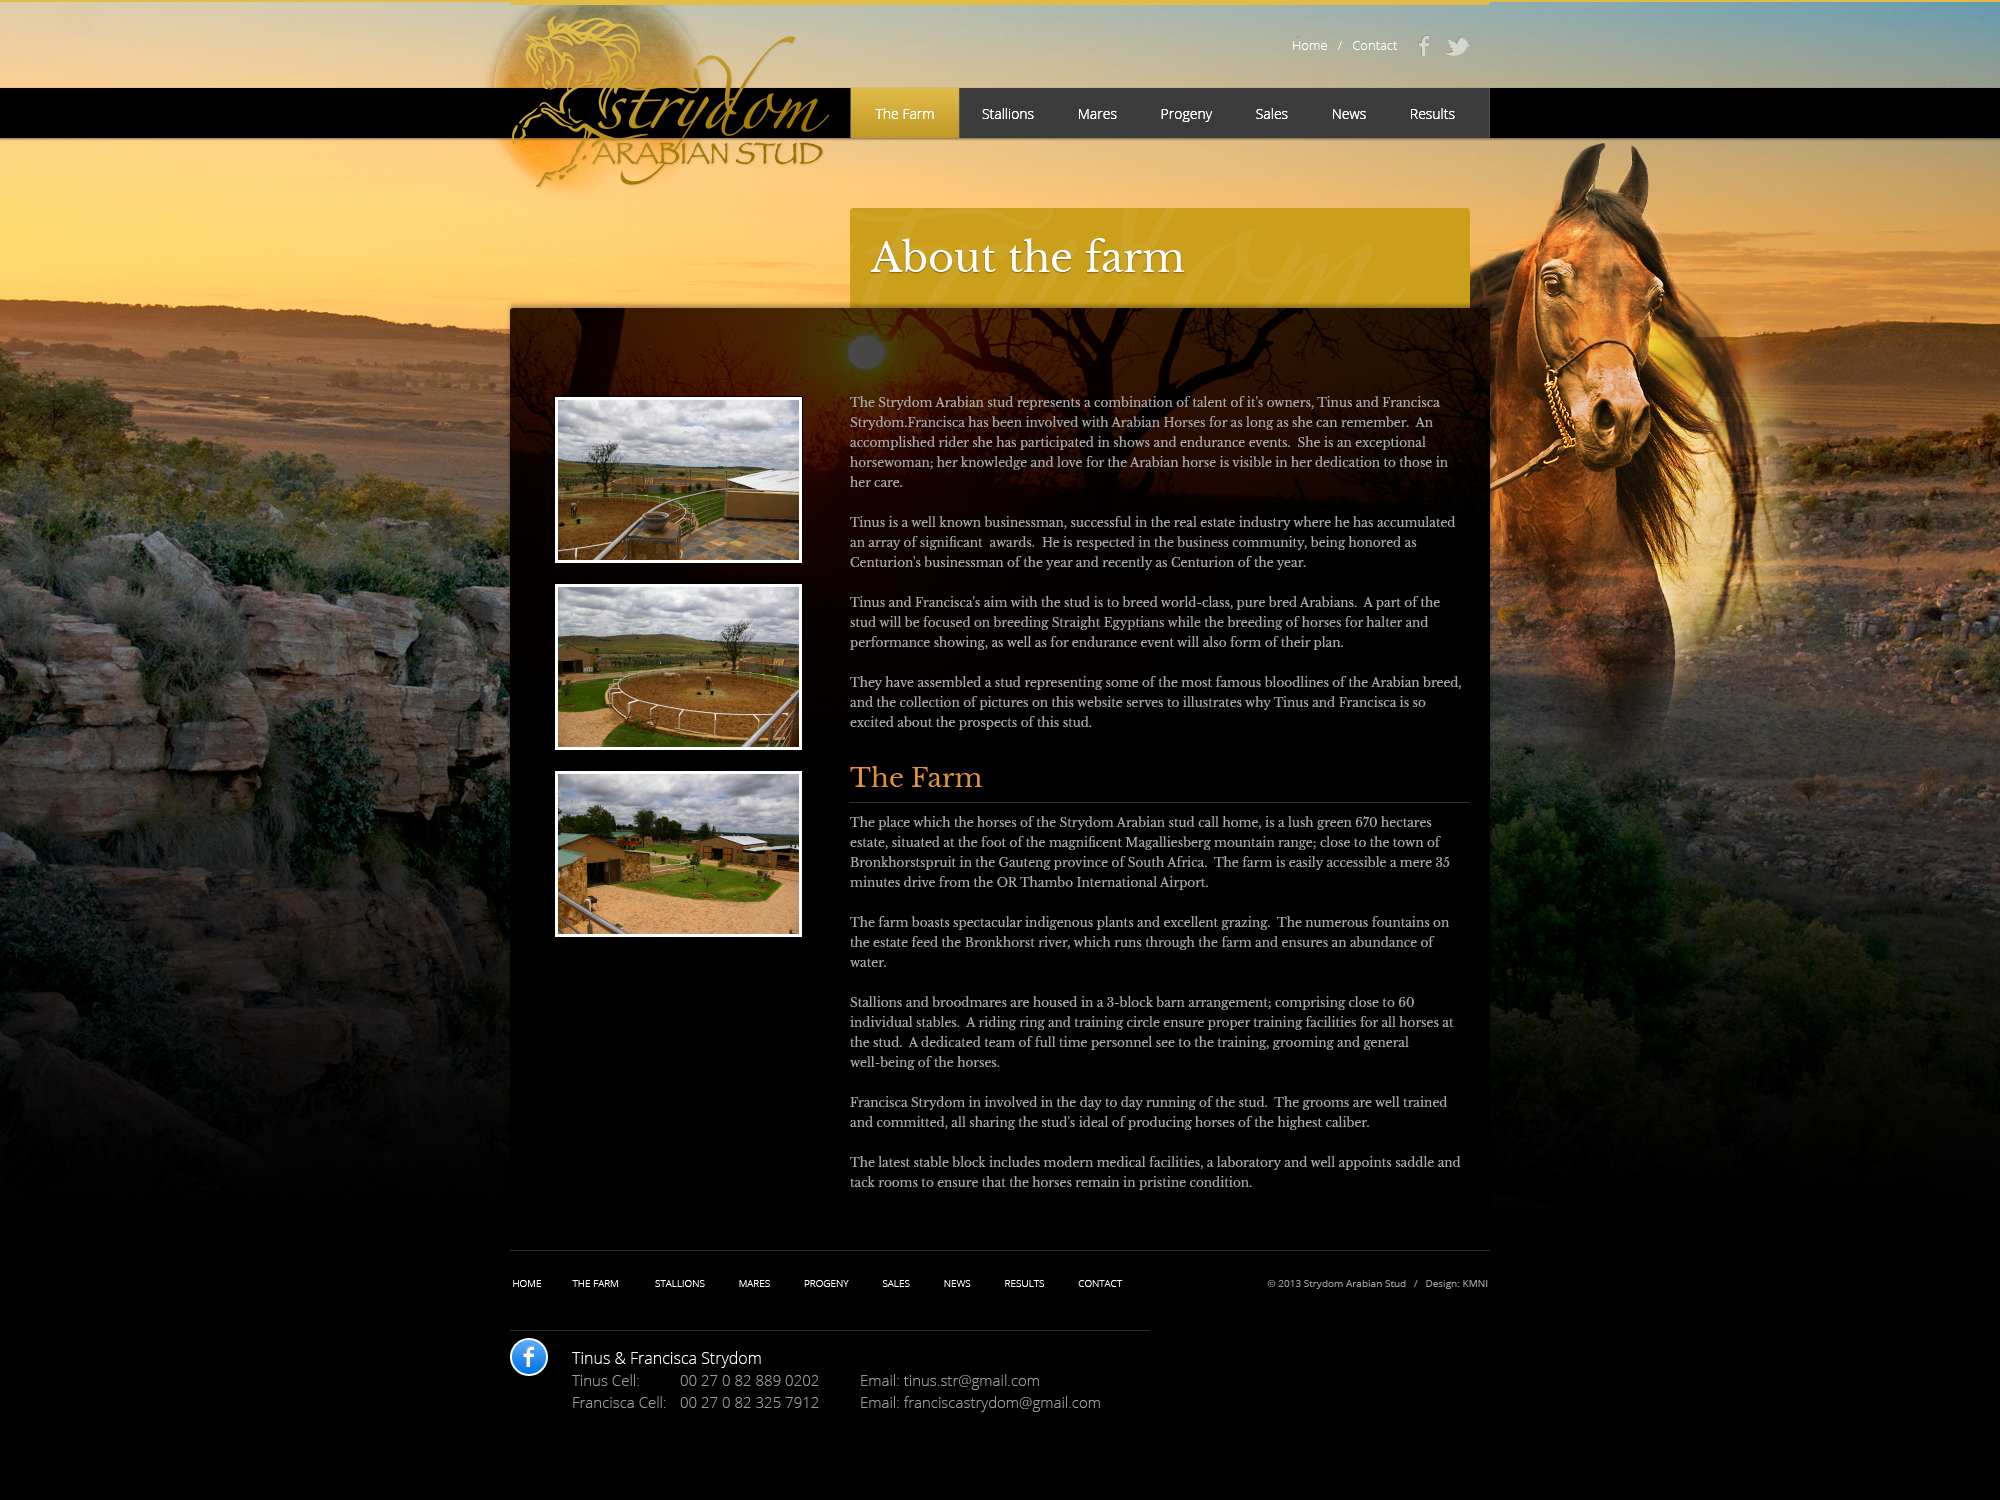 Home / Contact
strydom
ARABIAN STUD
The Farm Stallions Mares Progeny Sales News Results
About the farm
The Strydom Arabian stud represents a combination of talent of it's owners, Tinus and Francisca
Strydom.Francisca has been involved with Arabian Horses for as long as she can remember.  An
accomplished rider she has participated in shows and endurance events.  She is an exceptional
horsewoman; her knowledge and love for the Arabian horse is visible in her dedication to those in
her care.
Tinus is a well known businessman, successful in the real estate industry where he has accumulated
an array of significant  awards.  He is respected in the business community, being honored as
Centurion's businessman of the year and recently as Centurion of the year.
Tinus and Francisca's aim with the stud is to breed world-class, pure bred Arabians.  A part of the
stud will be focused on breeding Straight Egyptians while the breeding of horses for halter and
performance showing, as well as for endurance event will also form of their plan.
They have assembled a stud representing some of the most famous bloodlines of the Arabian breed,
and the collection of pictures on this website serves to illustrates why Tinus and Francisca is so
excited about the prospects of this stud.
The Farm
The place which the horses of the Strydom Arabian stud call home, is a lush green 670 hectares
estate, situated at the foot of the magnificent Magalliesberg mountain range; close to the town of
Bronkhorstspruit in the Gauteng province of South Africa.  The farm is easily accessible a mere 35
minutes drive from the OR Thambo International Airport.
The farm boasts spectacular indigenous plants and excellent grazing.  The numerous fountains on
the estate feed the Bronkhorst river, which runs through the farm and ensures an abundance of
water.
Stallions and broodmares are housed in a 3-block barn arrangement; comprising close to 60
individual stables.  A riding ring and training circle ensure proper training facilities for all horses at
the stud.  A dedicated team of full time personnel see to the training, grooming and general
well-being of the horses.
Francisca Strydom in involved in the day to day running of the stud.  The grooms are well trained
and committed, all sharing the stud's ideal of producing horses of the highest caliber.
The latest stable block includes modern medical facilities, a laboratory and well appoints saddle and
tack rooms to ensure that the horses remain in pristine condition.
HOME THE FARM STALLIONS MARES PROGENY SALES NEWS RESULTS CONTACT © 2013 Strydom Arabian Stud / Design: KMNI
Tinus & Francisca Strydom
Tinus Cell: 00 27 0 82 889 0202 Email: tinus.str@gmail.com
Francisca Cell: 00 27 0 82 325 7912 Email: franciscastrydom@gmail.com